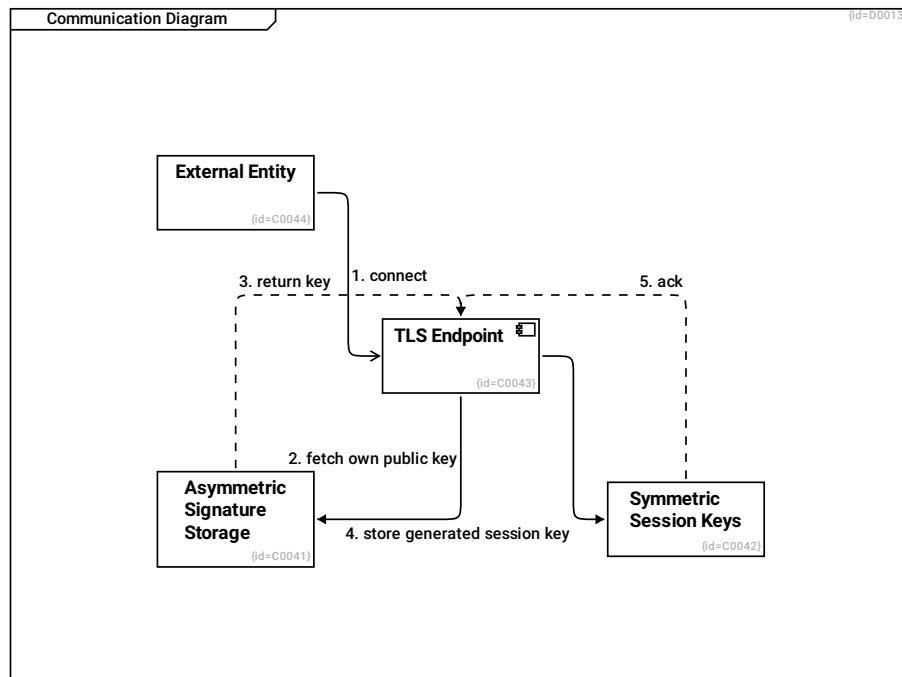 Communication Diagram
{id=D0013
External Entity
{id=C0044}
3. return key
1. connect
5. ack
TLS Endpoint
{id=C0043}
2. fetch own public key
Asymmetric
Signature
Storage
{id=C0041}
4. store generated session key
Symmetric
Session Keys
{id=C0042}